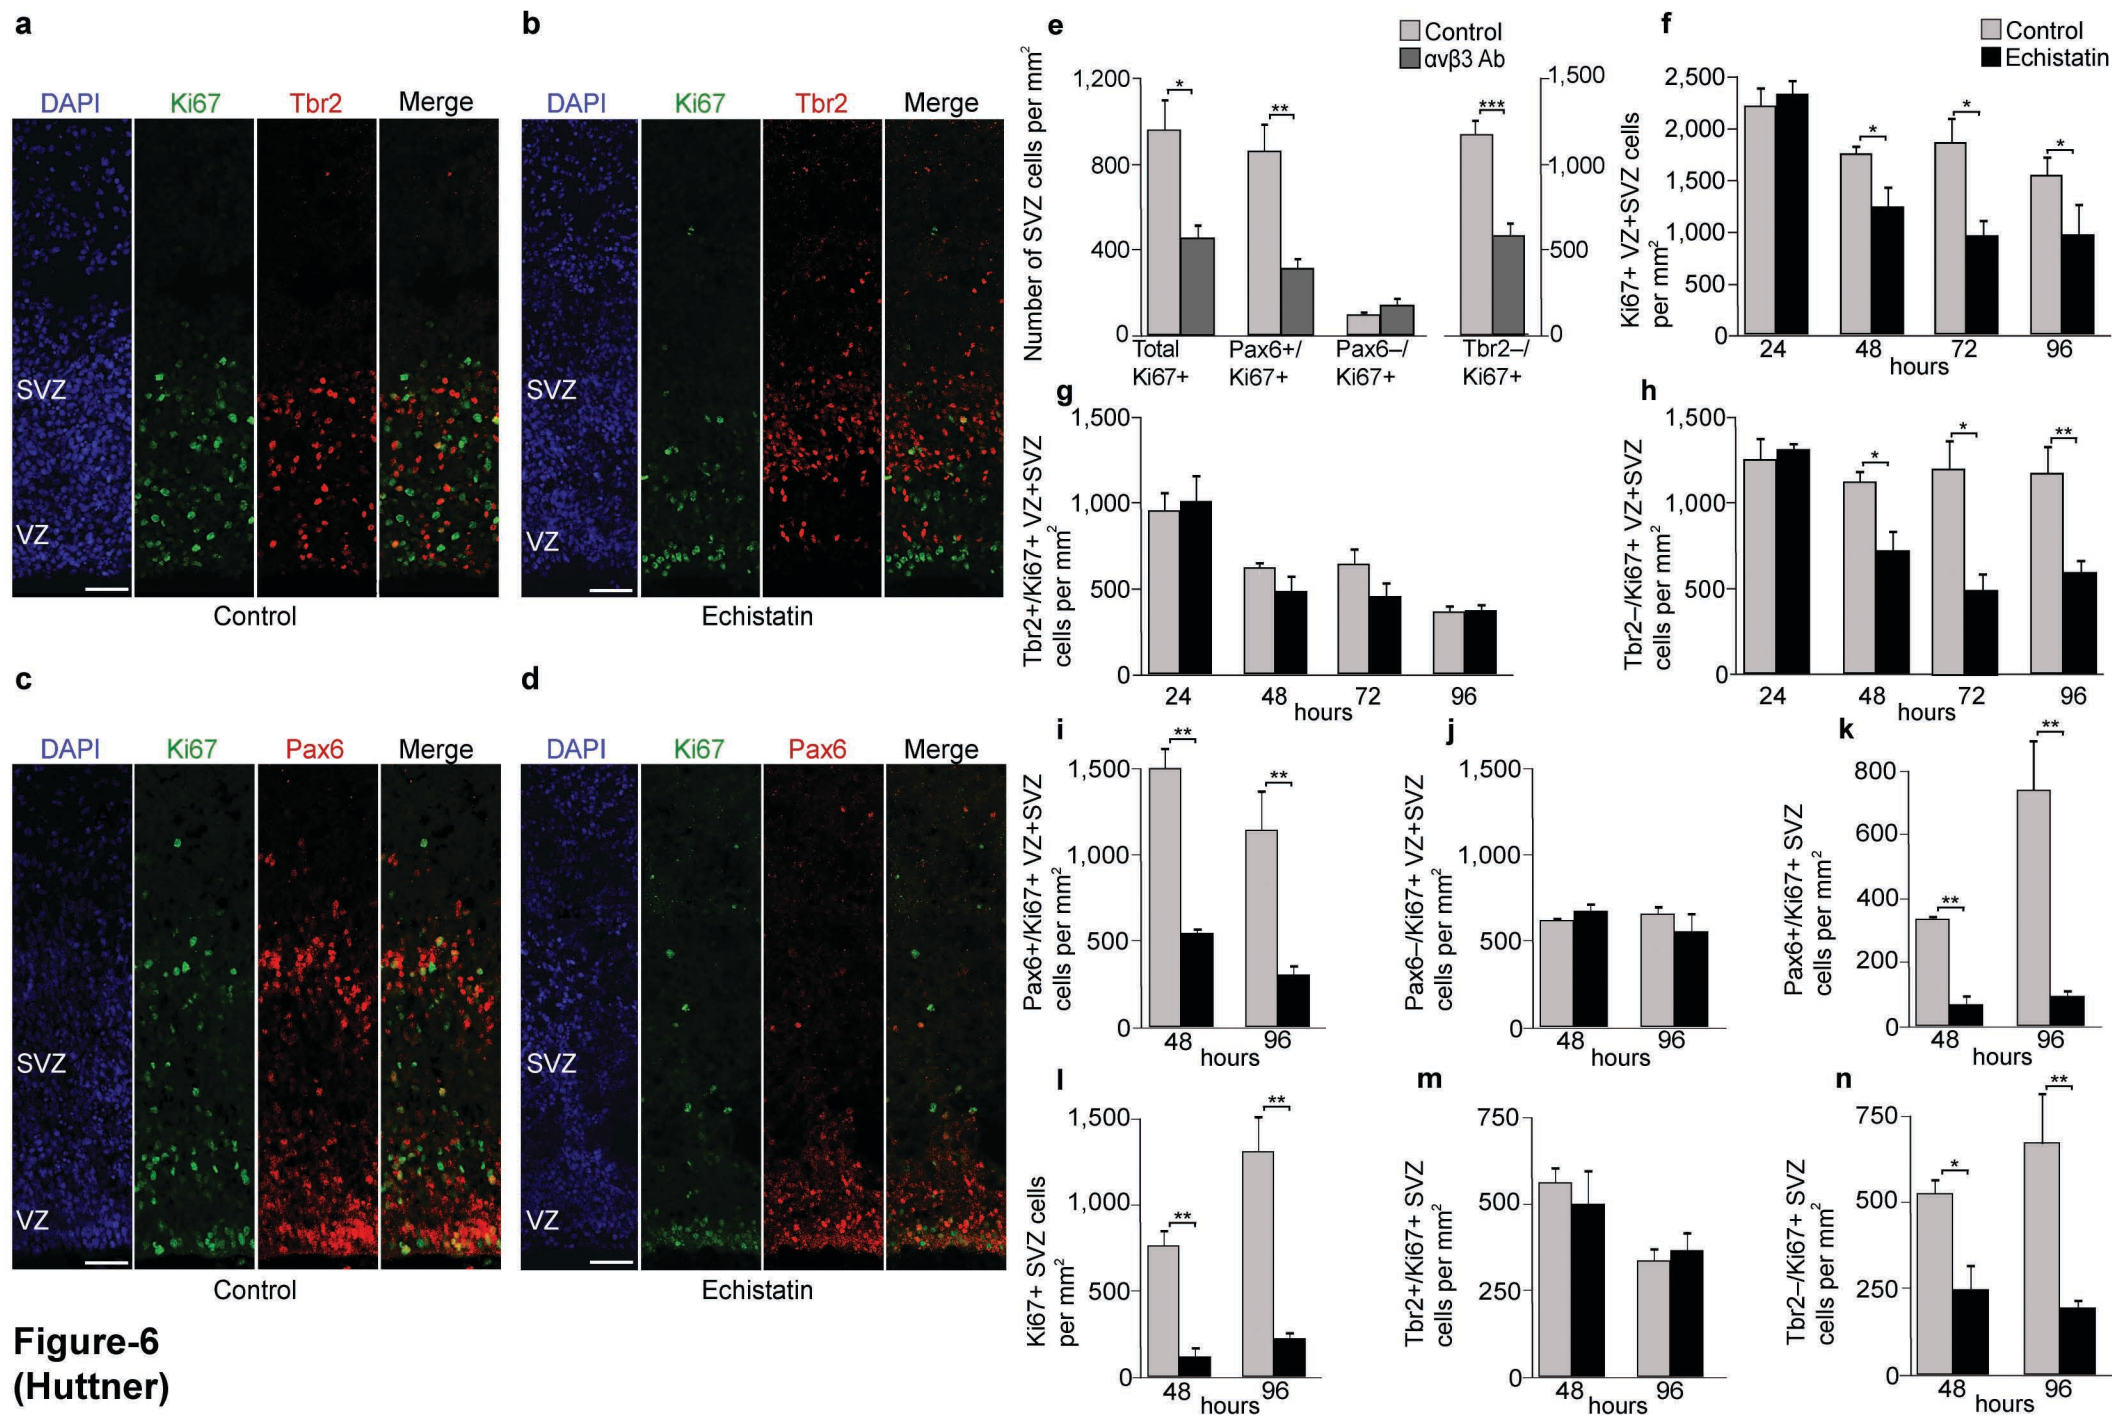 a
DAPI Ki67 Tbr2 Merge
SVZ
VZ
Control
b
DAPI Ki67 Tbr2 Merge
SVZ
VZ
Echistatin
c
DAPI Ki67 Pax6 Merge
SVZ
VZ
Control
d
DAPI Ki67 Pax6 Merge
SVZ
VZ
Echistatin
Figure-6
(Huttner)
e
Control
αvβ3 Ab
Number of SVZ cells per mm²
1,200
800
400
0
* ** ***
1,500
1,000
500
0
Total Pax6+/ Pax6–/ Tbr2–/
Ki67+ Ki67+ Ki67+ Ki67+
f
Control
Echistatin
Ki67+ VZ+SVZ cells
per mm²
2,500
2,000
1,500
1,000
500
0
* * *
24 48 72 96
hours
g
Tbr2+/Ki67+ VZ+SVZ
cells per mm²
1,500
1,000
500
0
24 48 72 96
hours
h
Tbr2–/Ki67+ VZ+SVZ
cells per mm²
1,500
1,000
500
0
* * **
24 48 72 96
hours
i
Pax6+/Ki67+ VZ+SVZ
cells per mm²
1,500
1,000
500
0
** **
48 96
hours
j
Pax6–/Ki67+ VZ+SVZ
cells per mm²
1,500
1,000
500
0
48 96
hours
k
Pax6+/Ki67+ SVZ
cells per mm²
800
600
400
200
0
** **
48 96
hours
l
Ki67+ SVZ cells
per mm²
1,500
1,000
500
0
** **
48 96
hours
m
Tbr2+/Ki67+ SVZ
cells per mm²
750
500
250
0
48 96
hours
n
Tbr2–/Ki67+ SVZ
cells per mm²
750
500
250
0
* **
48 96
hours